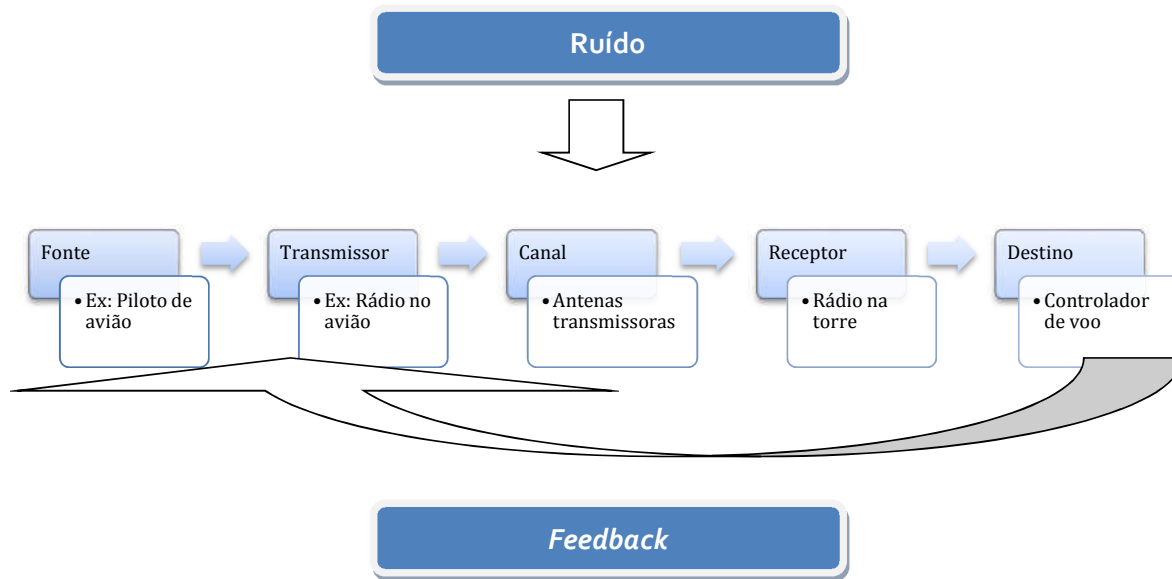 Ruído
Fonte
• Ex: Piloto de
avião
Transmissor
• Ex: Rádio no
avião
Canal
• Antenas
transmissoras
Receptor
• Rádio na
torre
Destino
• Controlador
de voo
Feedback